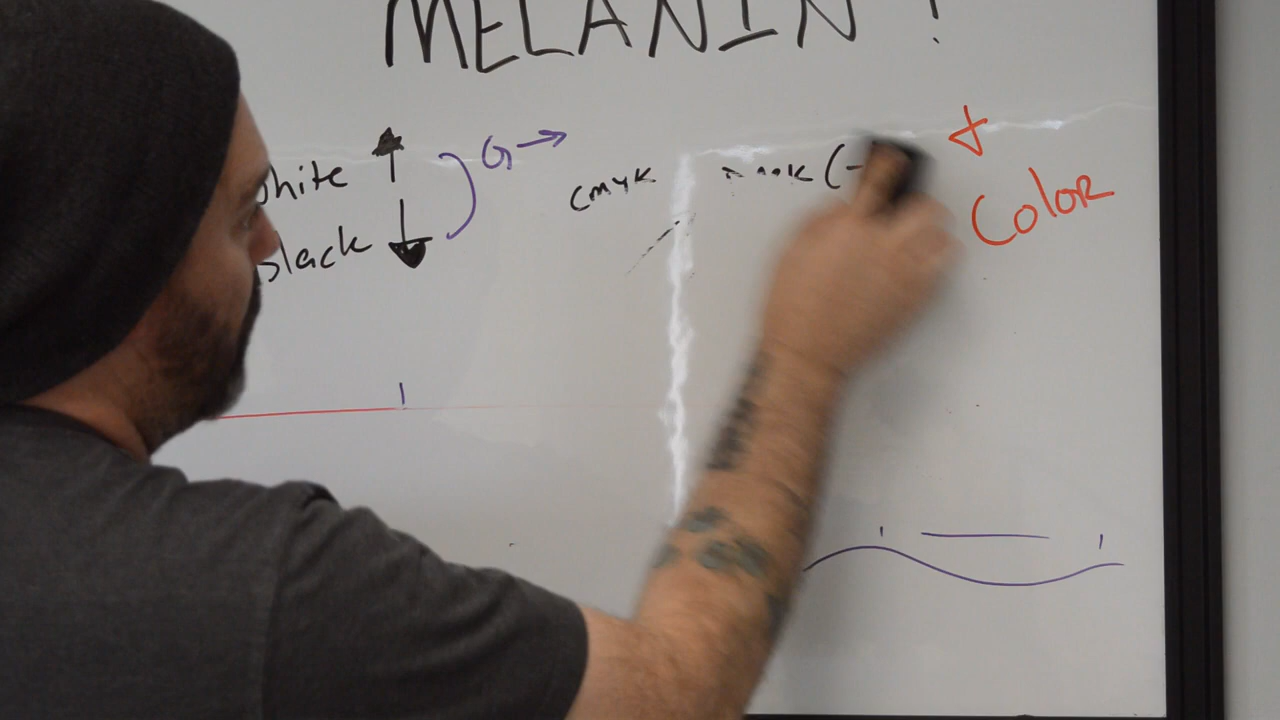 MELANIN?
white
black
G →
cmyk
+
Color